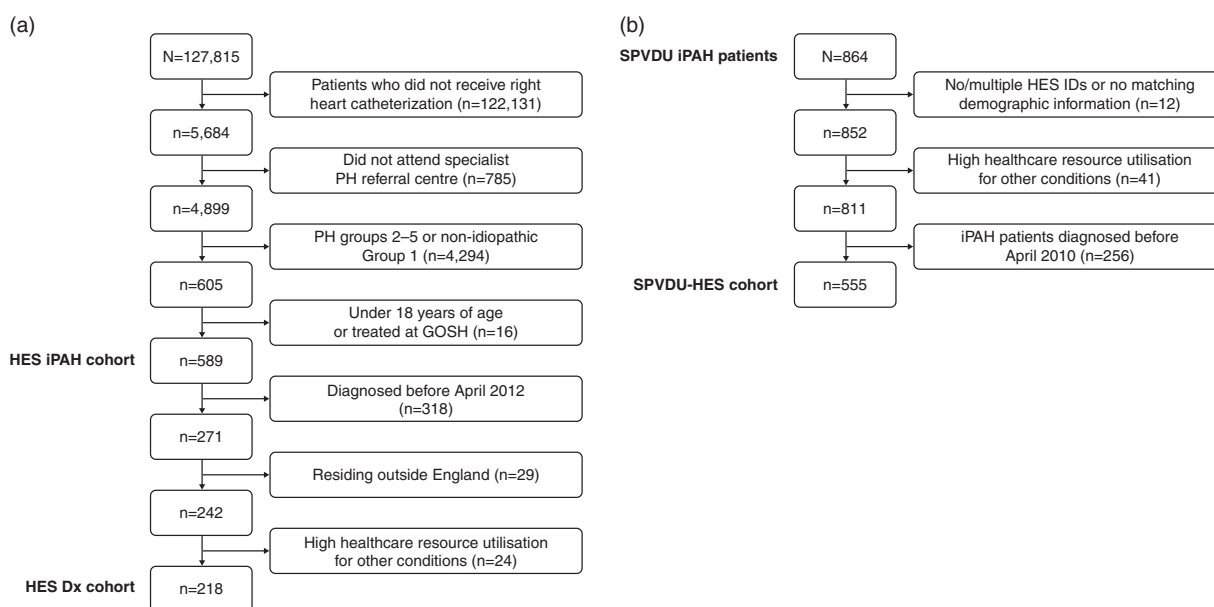 (a)
N=127,815
Patients who did not receive right
heart catheterization (n=122,131)
n=5,684
Did not attend specialist
PH referral centre (n=785)
n=4,899
PH groups 2–5 or non-idiopathic
Group 1 (n=4,294)
n=605
Under 18 years of age
or treated at GOSH (n=16)
HES iPAH cohort
n=589
Diagnosed before April 2012
(n=318)
n=271
Residing outside England (n=29)
n=242
High healthcare resource utilisation
for other conditions (n=24)
HES Dx cohort
n=218
(b)
SPVDU iPAH patients
N=864
No/multiple HES IDs or no matching
demographic information (n=12)
n=852
High healthcare resource utilisation
for other conditions (n=41)
n=811
iPAH patients diagnosed before
April 2010 (n=256)
SPVDU-HES cohort
n=555